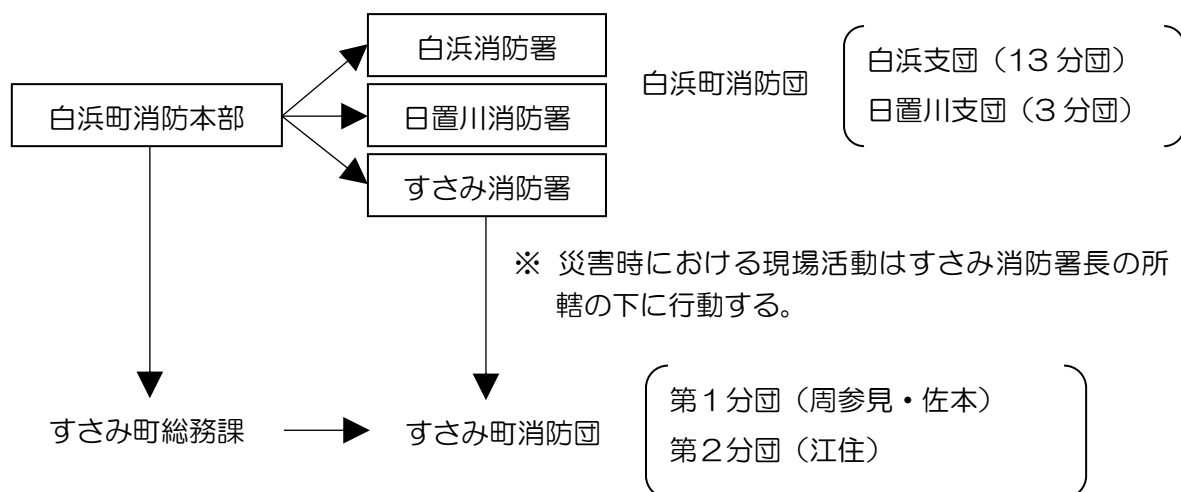 白浜消防署
白浜支団（13 分団）
白浜町消防団
白浜町消防本部
日置川消防署
日置川支団（3 分団）
すさみ消防署
※ 災害時における現場活動はすさみ消防署長の所
轄の下に行動する。
第１分団（周参見・佐本）
すさみ町総務課
すさみ町消防団
第２分団（江住）